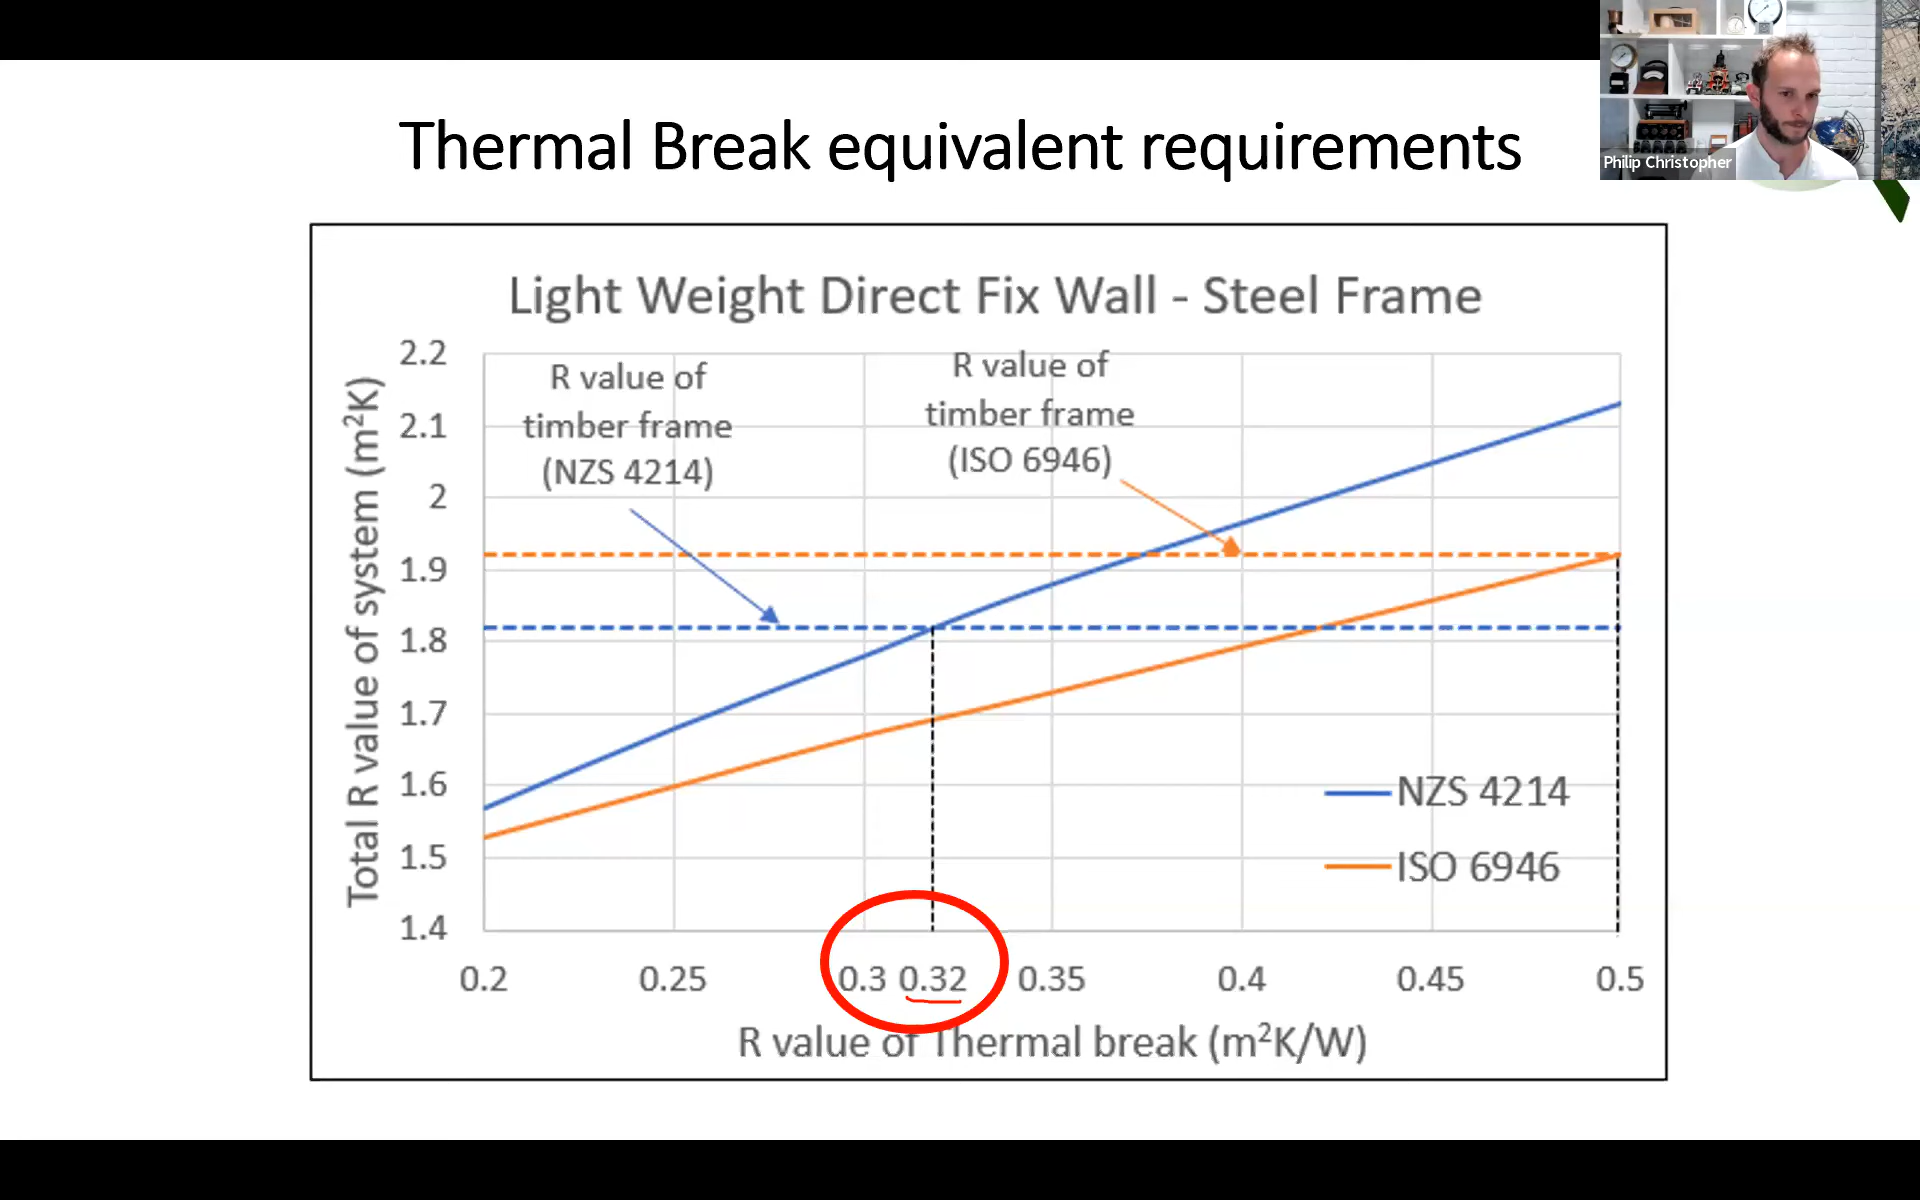 Philip Christopher
Thermal Break equivalent requirements
Light Weight Direct Fix Wall - Steel Frame
Total R value of system (m²K)
2.2
2.1
2
1.9
1.8
1.7
1.6
1.5
1.4
R value of
timber frame
(NZS 4214)
R value of
timber frame
(ISO 6946)
NZS 4214
ISO 6946
0.2 0.25 0.3 0.32 0.35 0.4 0.45 0.5
R value of Thermal break (m²K/W)